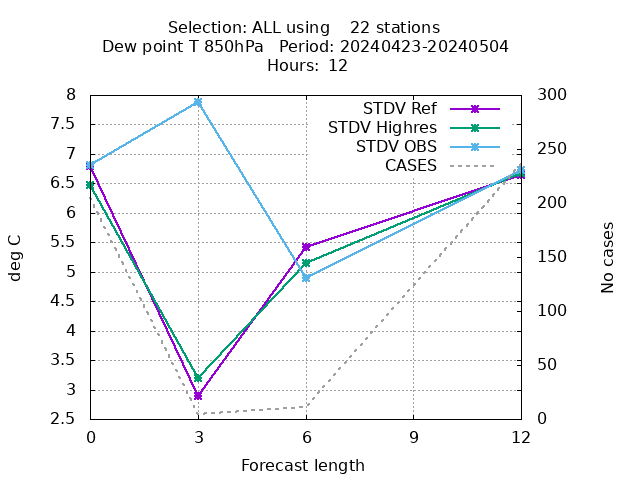 Selection: ALL using    22 stations
Dew point T 850hPa   Period: 20240423-20240504
Hours:  12
STDV Ref
STDV Highres
STDV OBS
CASES
8
7.5
7
6.5
6
5.5
5
4.5
4
3.5
3
2.5
300
250
200
150
100
50
0
deg C
No cases
0
3
6
9
12
Forecast length